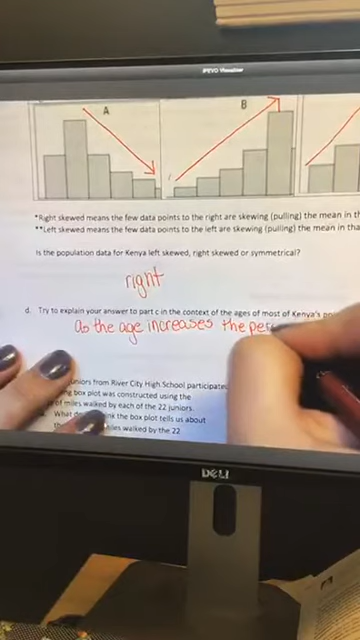 IPEVO Visualizer
A
B
*Right skewed means the few data points to the right are skewing (pulling) the mean in th
**Left skewed means the few data points to the left are skewing (pulling) the mean in tha
Is the population data for Kenya left skewed, right skewed or symmetrical?
right
d. Try to explain your answer to part c in the context of the ages of most of Kenya's
as the age increases the per
uniors from River City High School participate
ng box plot was constructed using the
of miles walked by each of the 22 juniors.
What do ink the box plot tells us about
miles walked by the 22
DELL